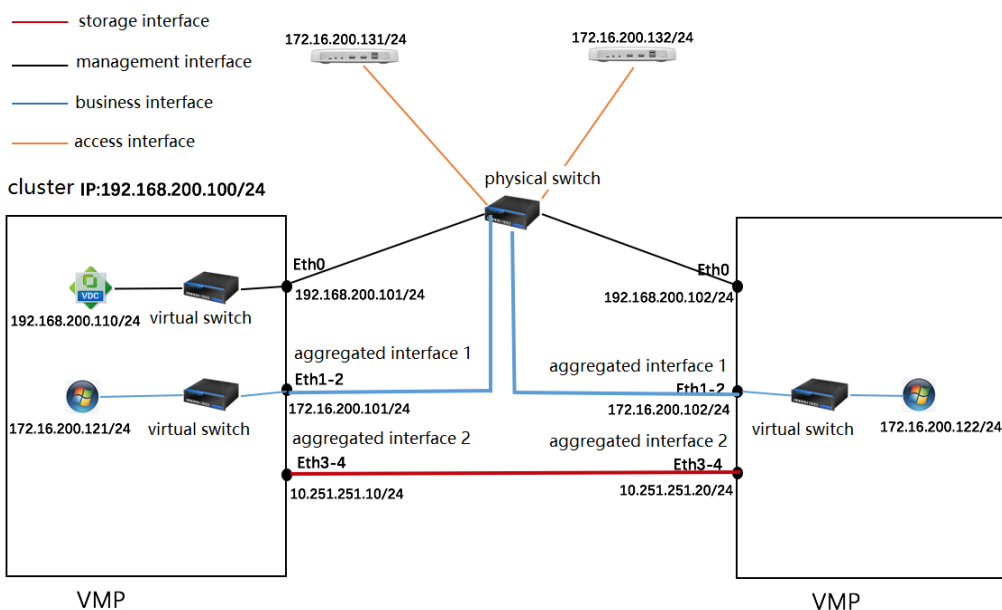 storage interface
management interface
business interface
access interface
172.16.200.131/24
172.16.200.132/24
physical switch
cluster IP:192.168.200.100/24
Eth0
192.168.200.101/24
VDC
192.168.200.110/24
virtual switch
aggregated interface 1
Eth1-2
172.16.200.101/24
172.16.200.121/24
virtual switch
aggregated interface 2
Eth3-4
10.251.251.10/24
VMP
Eth0
192.168.200.102/24
aggregated interface 1
Eth1-2
172.16.200.102/24
virtual switch
172.16.200.122/24
aggregated interface 2
Eth3-4
10.251.251.20/24
VMP